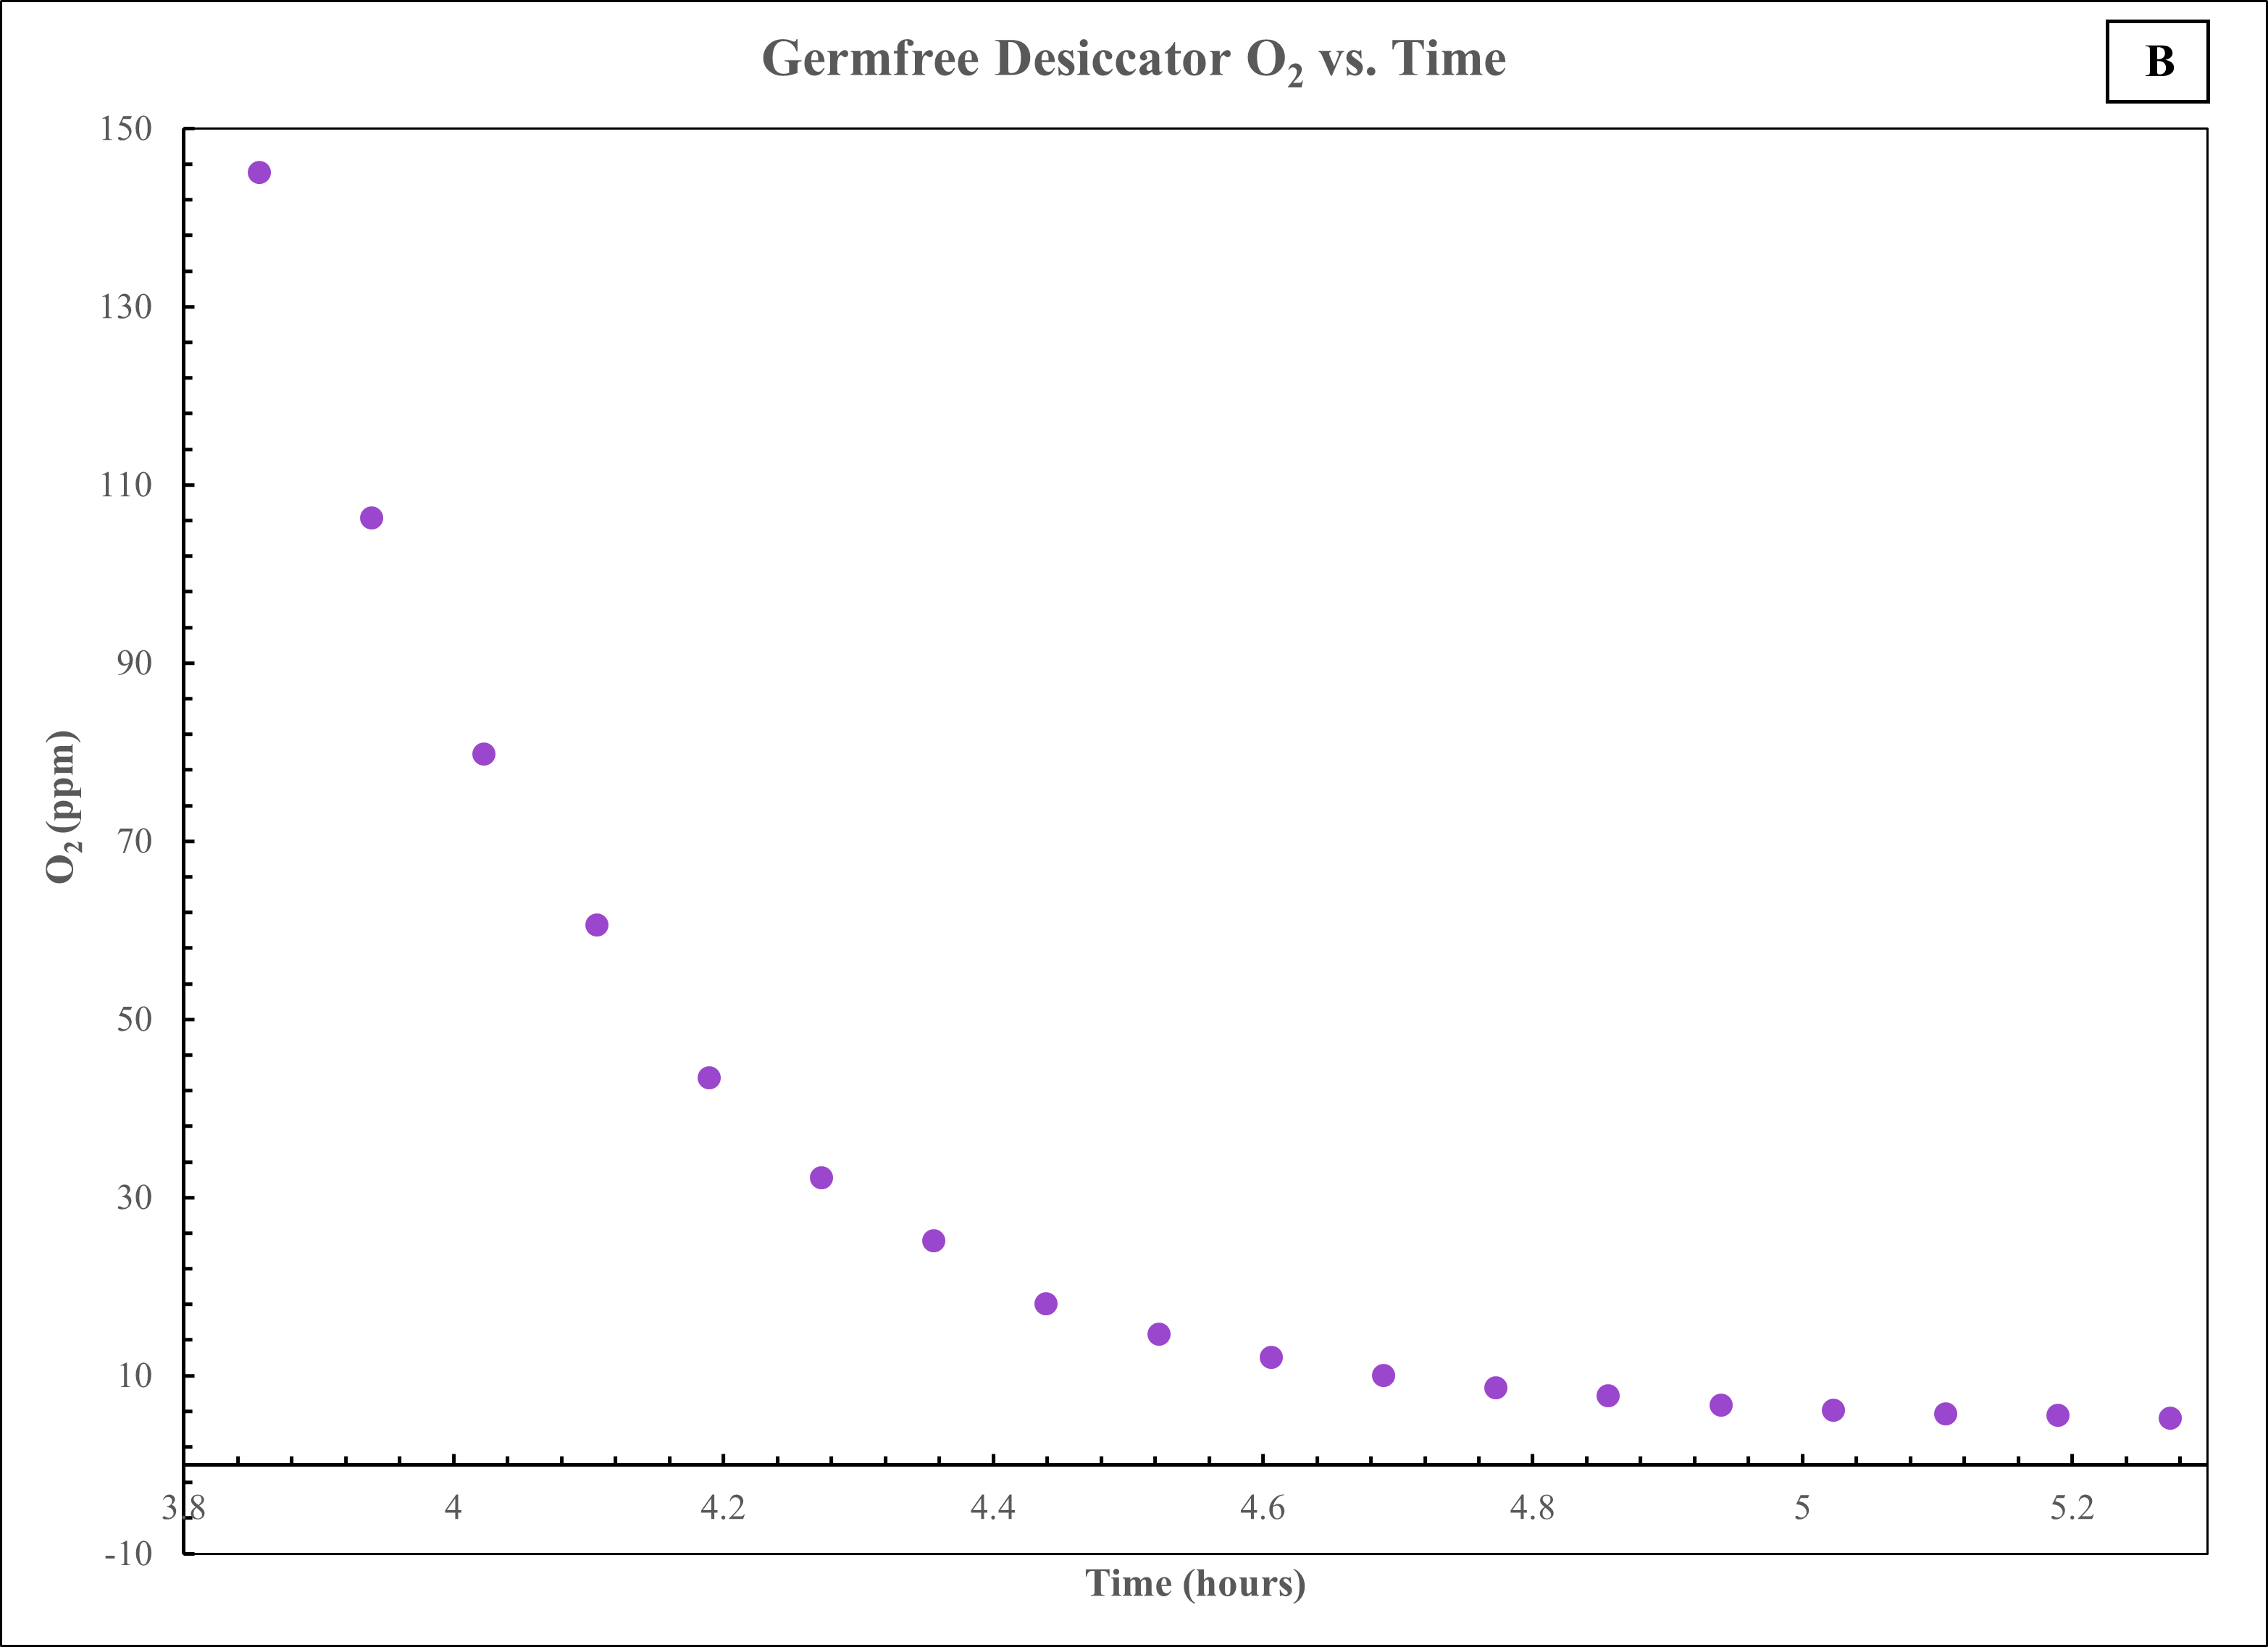 Germfree Desiccator O₂ vs. Time
B
150
130
110
90
70
50
30
10
-10
O₂ (ppm)
3.8 4 4.2 4.4 4.6 4.8 5 5.2
Time (hours)